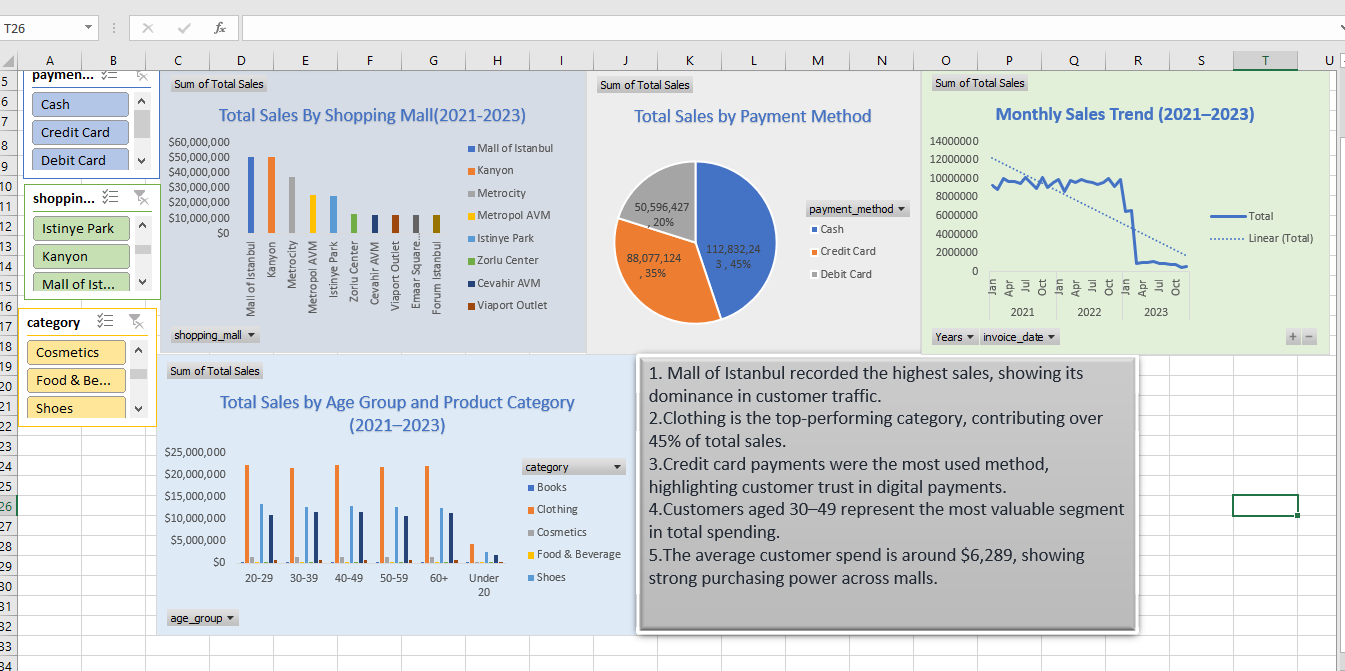 T26
fx
A B C D E F G H I J K L M N O P Q R S T U
5
6
7
8
9
10
11
12
13
14
15
16
17
18
19
20
21
22
23
24
25
26
27
28
29
30
31
32
33
34
paymen...
Cash
Credit Card
Debit Card
shoppin...
Istinye Park
Kanyon
Mall of Ist...
category
Cosmetics
Food & Be...
Shoes
Sum of Total Sales
Total Sales By Shopping Mall(2021-2023)
$60,000,000
$50,000,000
$40,000,000
$30,000,000
$20,000,000
$10,000,000
$0
Mall of Istanbul
Kanyon
Metrocity
Metropol AVM
Istinye Park
Zorlu Center
Cevahir AVM
Viaport Outlet
Emaar Square...
Forum Istanbul
Mall of Istanbul
Kanyon
Metrocity
Metropol AVM
Istinye Park
Zorlu Center
Cevahir AVM
Viaport Outlet
shopping_mall
Sum of Total Sales
Total Sales by Payment Method
50,596,427
, 20%
112,832,24
3 , 45%
88,077,124
, 35%
payment_method
Cash
Credit Card
Debit Card
Sum of Total Sales
Monthly Sales Trend (2021–2023)
14000000
12000000
10000000
8000000
6000000
4000000
2000000
0
Jan Apr Jul Oct Jan Apr Jul Oct Jan Apr Jul Oct
2021 2022 2023
Total
Linear (Total)
Years invoice_date
+ −
Sum of Total Sales
Total Sales by Age Group and Product Category
(2021–2023)
$25,000,000
$20,000,000
$15,000,000
$10,000,000
$5,000,000
$0
20-29 30-39 40-49 50-59 60+ Under
20
category
Books
Clothing
Cosmetics
Food & Beverage
Shoes
age_group
1. Mall of Istanbul recorded the highest sales, showing its
dominance in customer traffic.
2.Clothing is the top-performing category, contributing over
45% of total sales.
3.Credit card payments were the most used method,
highlighting customer trust in digital payments.
4.Customers aged 30–49 represent the most valuable segment
in total spending.
5.The average customer spend is around $6,289, showing
strong purchasing power across malls.